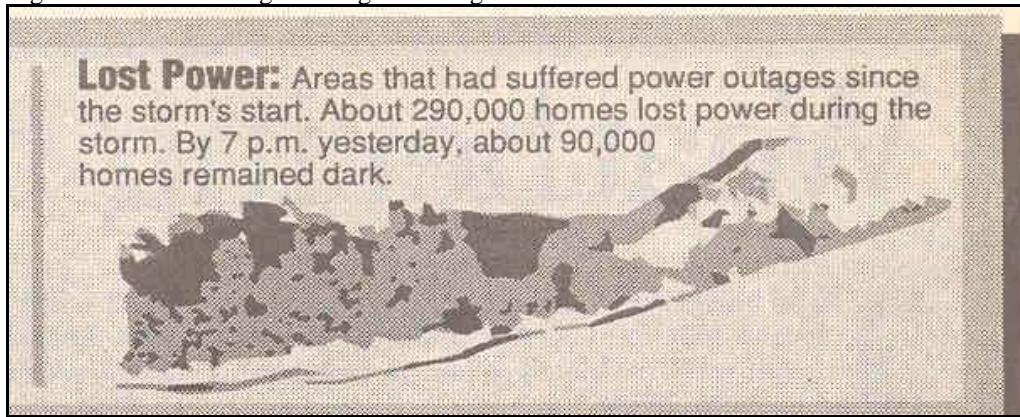 Lost Power: Areas that had suffered power outages since
the storm's start. About 290,000 homes lost power during the
storm. By 7 p.m. yesterday, about 90,000
homes remained dark.